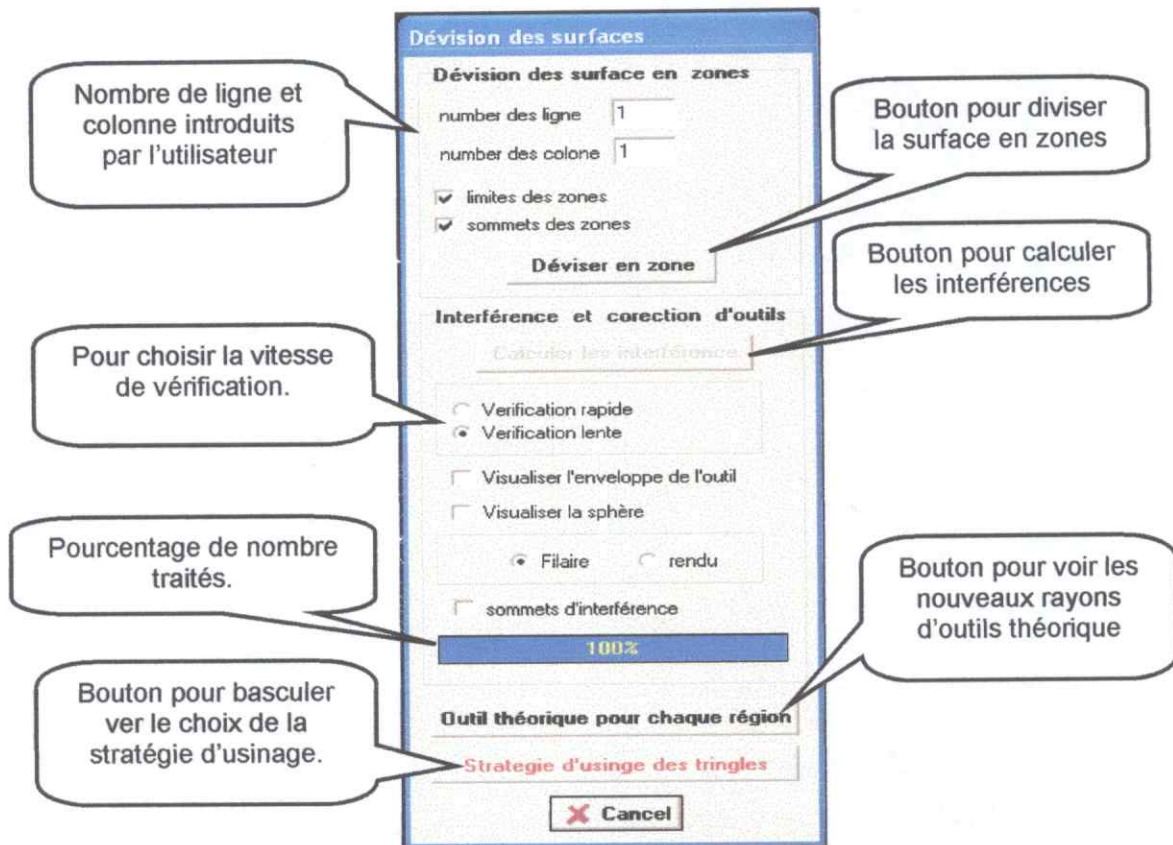 Dévision des surfaces
Dévision des surface en zones
number des ligne 1
number des colone 1
limites des zones
sommets des zones
Déviser en zone
Interférence et corection d'outils
Calculer les interférence
Verification rapide
Verification lente
Visualiser l'enveloppe de l'outil
Visualiser la sphère
Filaire rendu
sommets d'interférence
100%
Outil théorique pour chaque région
Strategie d'usinge des tringles
Cancel
Nombre de ligne et
colonne introduits
par l'utilisateur
Pour choisir la vitesse
de vérification.
Pourcentage de nombre
traités.
Bouton pour basculer
ver le choix de la
stratégie d'usinage.
Bouton pour diviser
la surface en zones
Bouton pour calculer
les interférences
Bouton pour voir les
nouveaux rayons
d'outils théorique